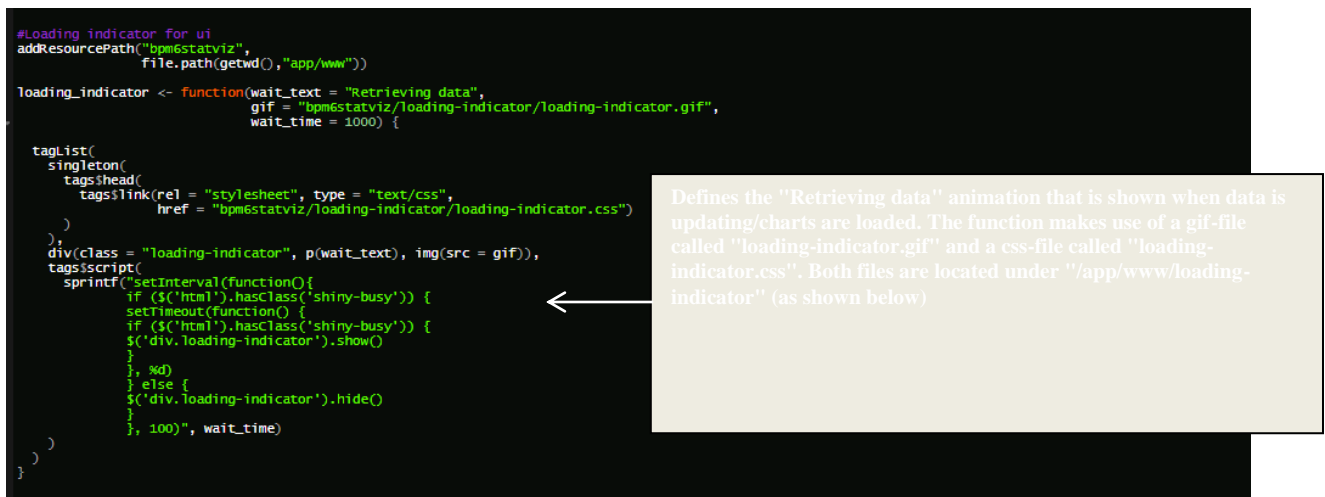 #Loading indicator for ui
addResourcePath("bpm6statviz",
                file.path(getwd(),"app/www"))

loading_indicator <- function(wait_text = "Retrieving data",
                              gif = "bpm6statviz/loading-indicator/loading-indicator.gif",
                              wait_time = 1000) {

  tagList(
    singleton(
      tags$head(
        tags$link(rel = "stylesheet", type = "text/css",
                  href = "bpm6statviz/loading-indicator/loading-indicator.css")
      )
    ),
    div(class = "loading-indicator", p(wait_text), img(src = gif)),
    tags$script(
      sprintf("setInterval(function(){
              if ($('html').hasClass('shiny-busy')) {
              setTimeout(function() {
              if ($('html').hasClass('shiny-busy')) {
              $('div.loading-indicator').show()
              }
              }, %d)
              } else {
              $('div.loading-indicator').hide()
              }
              }, 100)", wait_time)
    )
  )
}
Defines the "Retrieving data" animation that is shown when data is
updating/charts are loaded. The function makes use of a gif-file
called "loading-indicator.gif" and a css-file called "loading-
indicator.css". Both files are located under "/app/www/loading-
indicator" (as shown below)